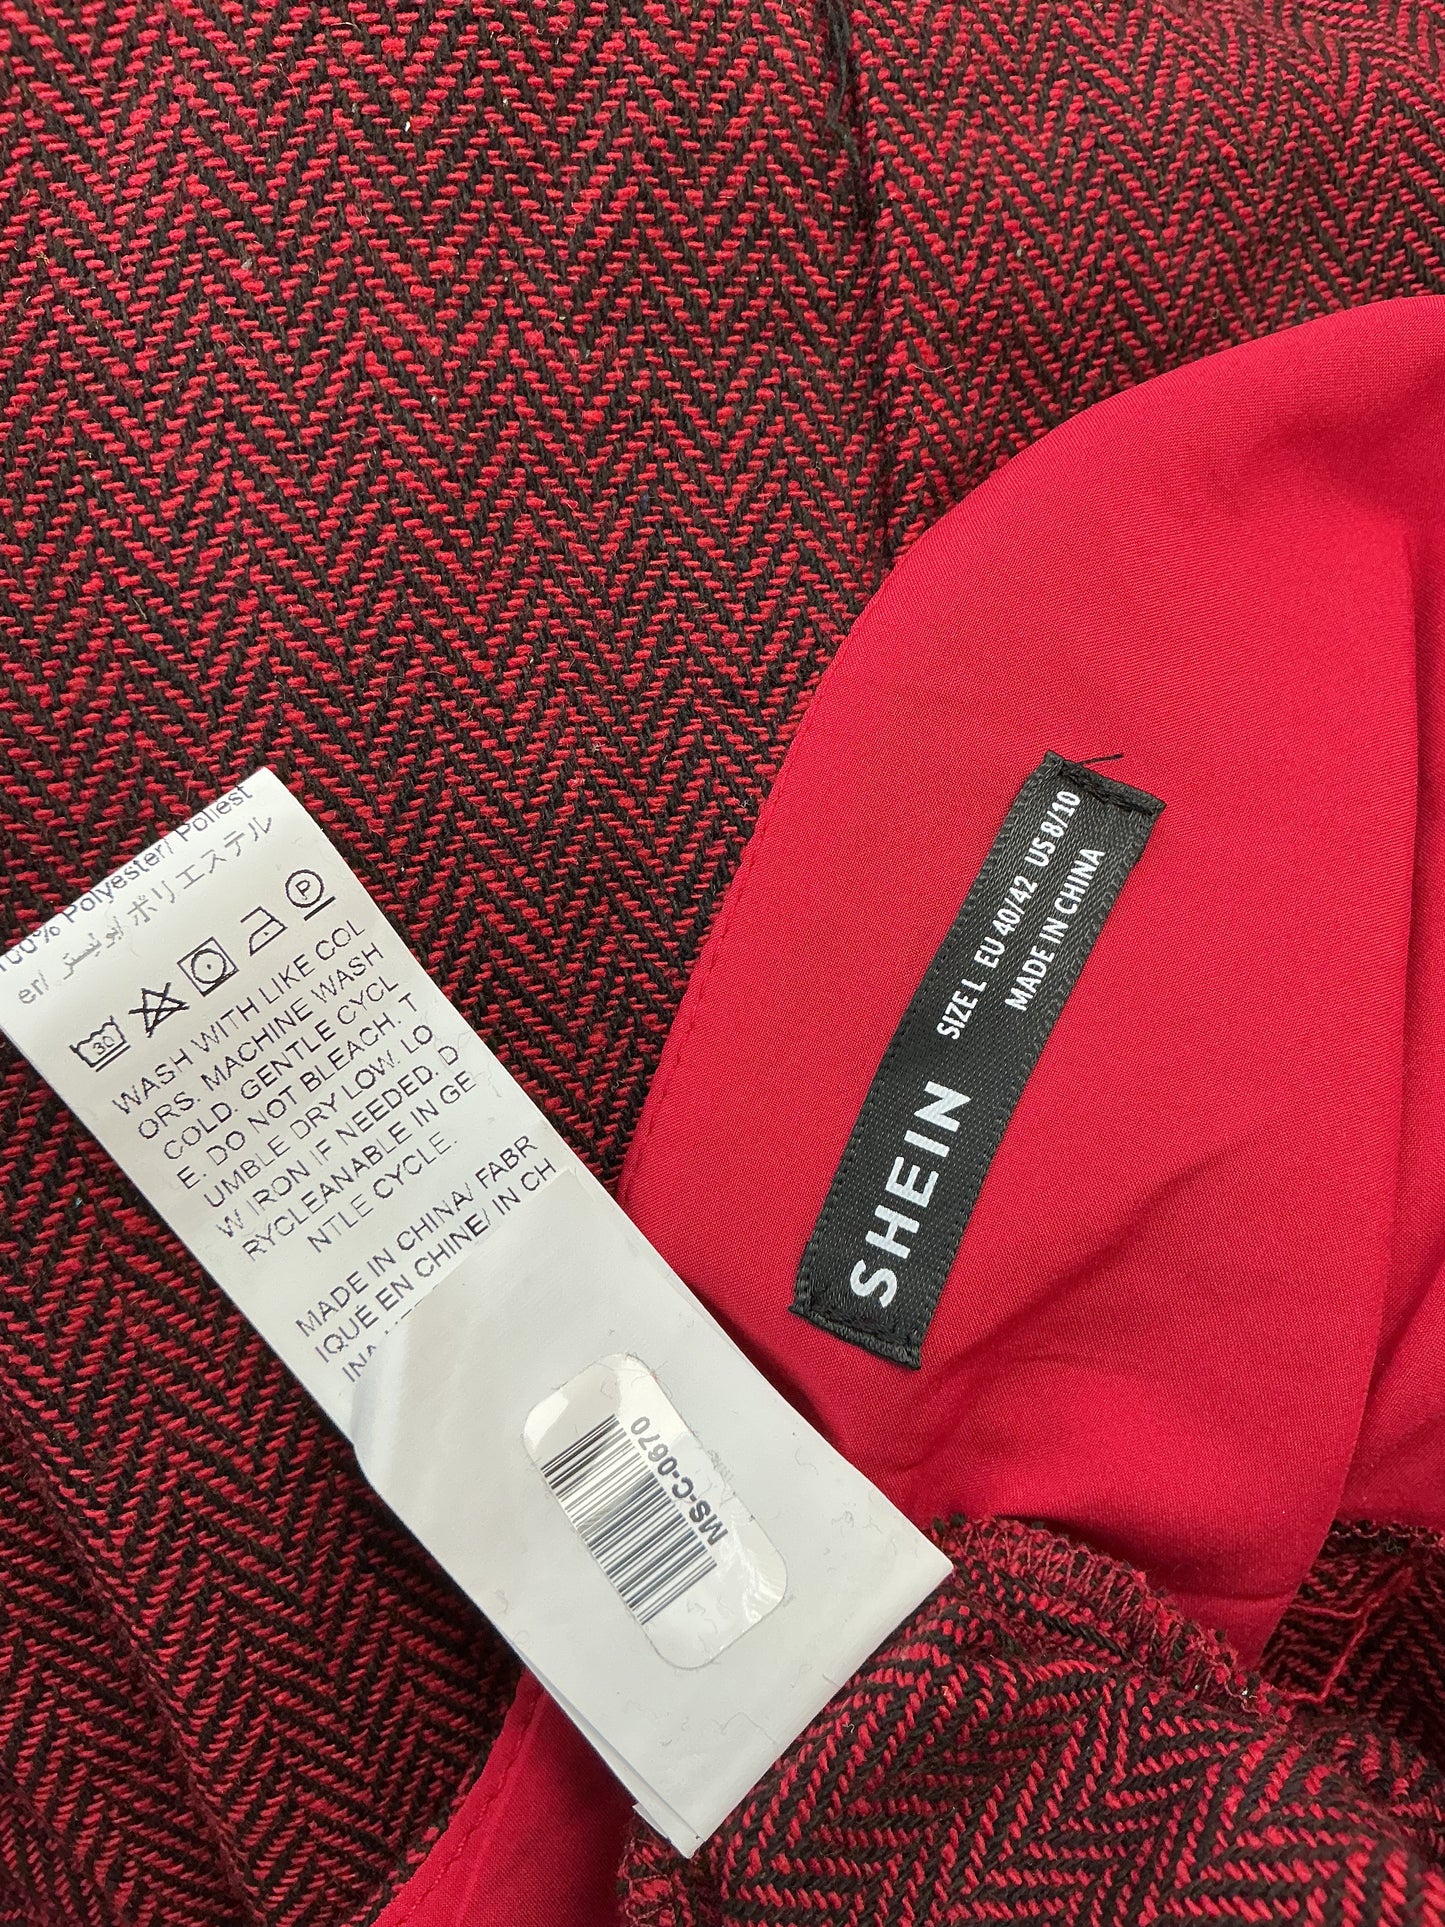 100% Polyester/ Poliest
er/ بوليستر/ ポリエステル
30
P
WASH WITH LIKE COL
ORS. MACHINE WASH
COLD. GENTLE CYCL
E. DO NOT BLEACH. T
UMBLE DRY LOW. LO
W IRON IF NEEDED. D
RYCLEANABLE IN GE
NTLE CYCLE.
MADE IN CHINA/ FABR
IQUÉ EN CHINE/ IN CH
INA
MS-C-0670
SHEIN
SIZE L EU 40/42 US 8/10
MADE IN CHINA